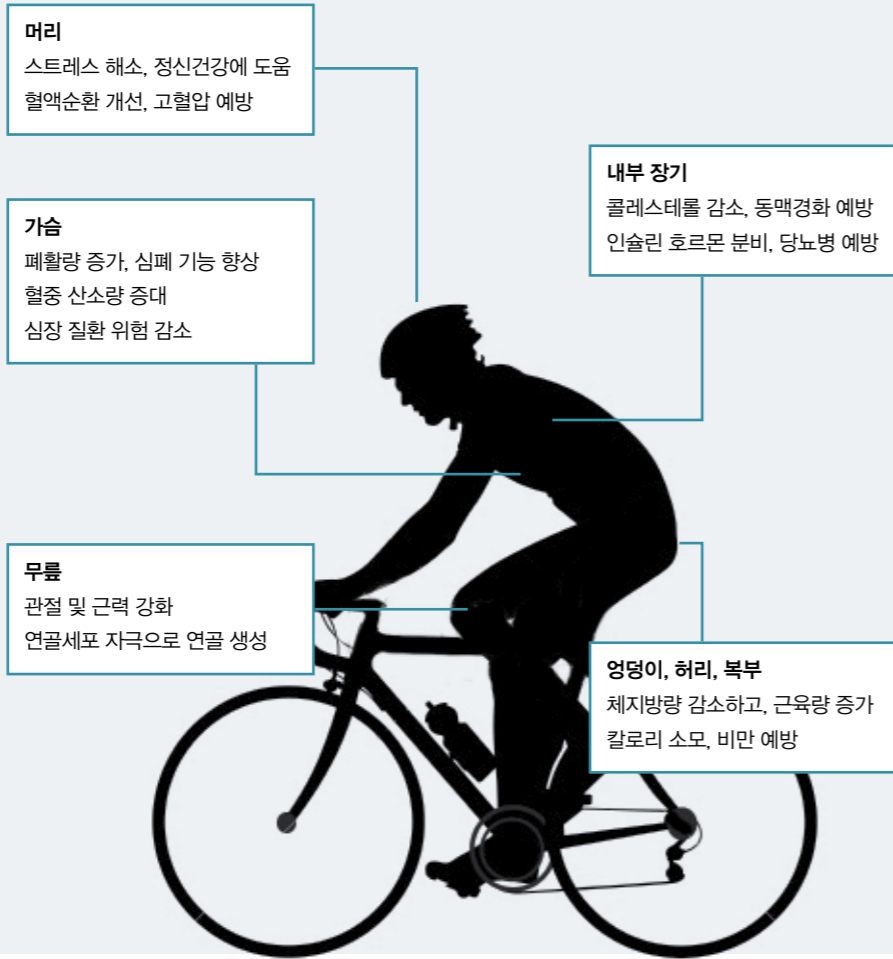 머리
스트레스 해소, 정신건강에 도움
혈액순환 개선, 고혈압 예방
내부 장기
콜레스테롤 감소, 동맥경화 예방
인슐린 호르몬 분비, 당뇨병 예방
가슴
폐활량 증가, 심폐 기능 향상
혈중 산소량 증대
심장 질환 위험 감소
무릎
관절 및 근력 강화
연골세포 자극으로 연골 생성
엉덩이, 허리, 복부
체지방량 감소하고, 근육량 증가
칼로리 소모, 비만 예방